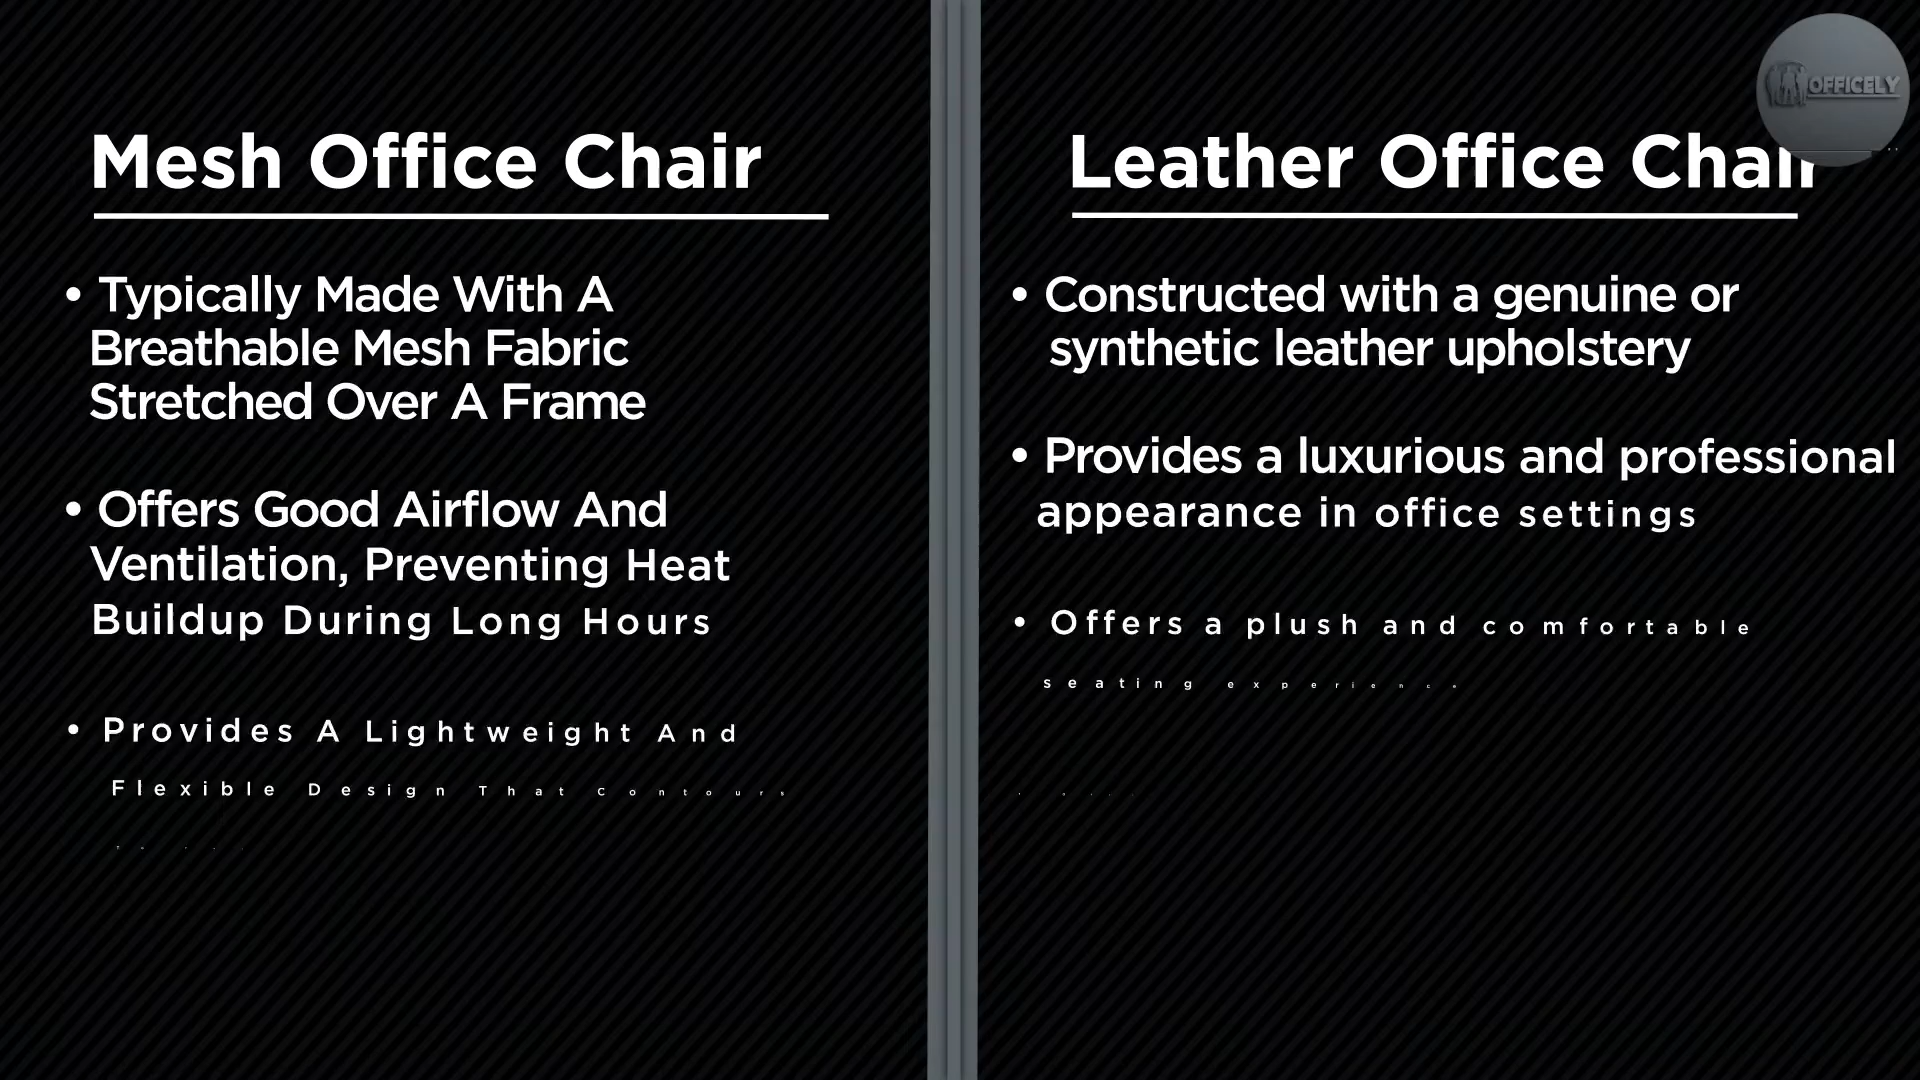 OFFICELY
Mesh Office Chair
• Typically Made With A
Breathable Mesh Fabric
Stretched Over A Frame
• Offers Good Airflow And
Ventilation, Preventing Heat
Buildup During Long Hours
• Provides A Lightweight And
Flexible Design That Contours
Leather Office Chair
• Constructed with a genuine or
synthetic leather upholstery
• Provides a luxurious and professional
appearance in office settings
• Offers a plush and comfortable
seating experience